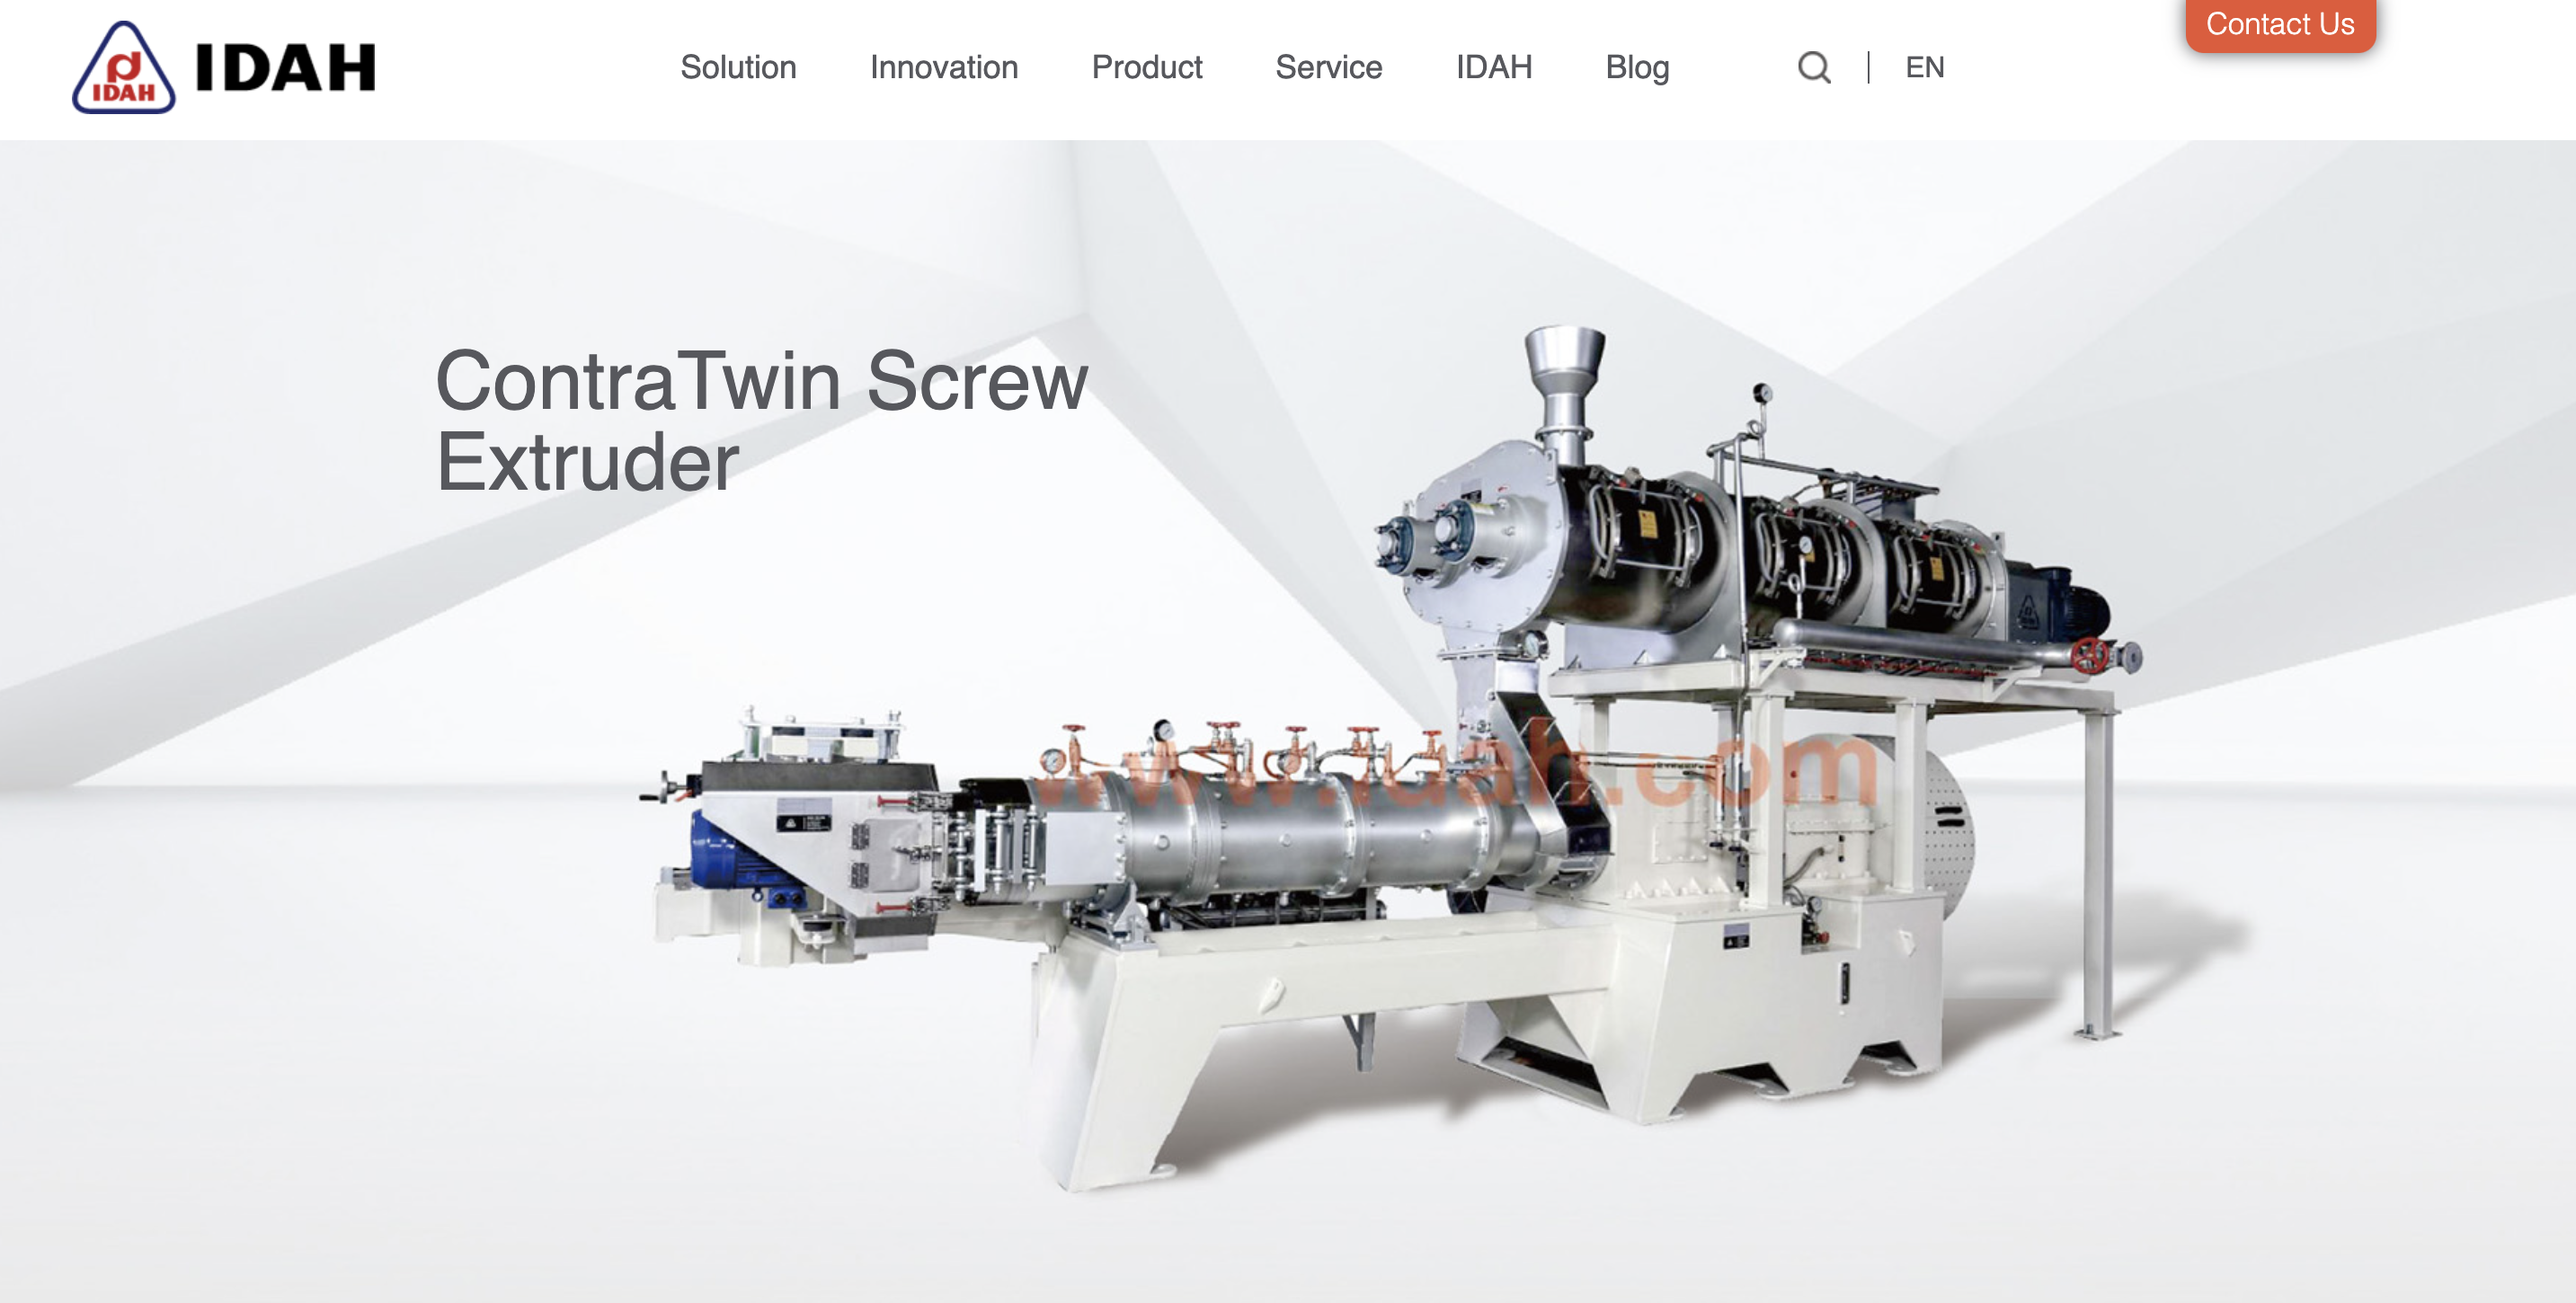 IDAH
IDAH
Solution
Innovation
Product
Service
IDAH
Blog
EN
Contact Us
ContraTwin Screw
Extruder
www.idah.com